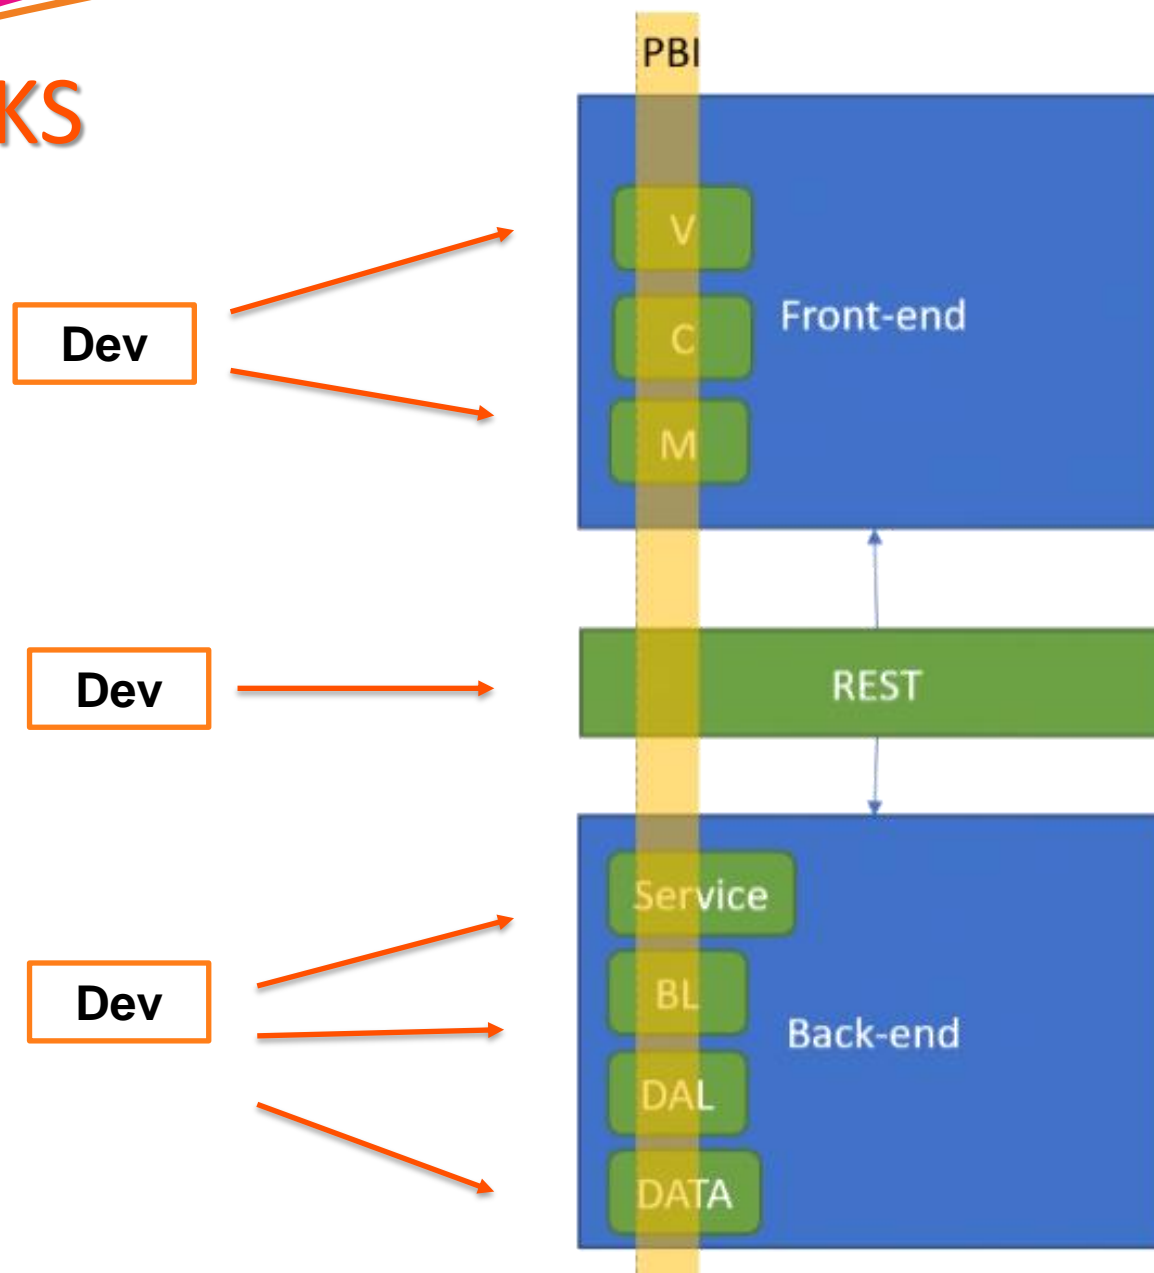 KS
PBI
V
C
Front-end
M
Dev
Dev
REST
Dev
Service
BL
Back-end
DAL
DATA